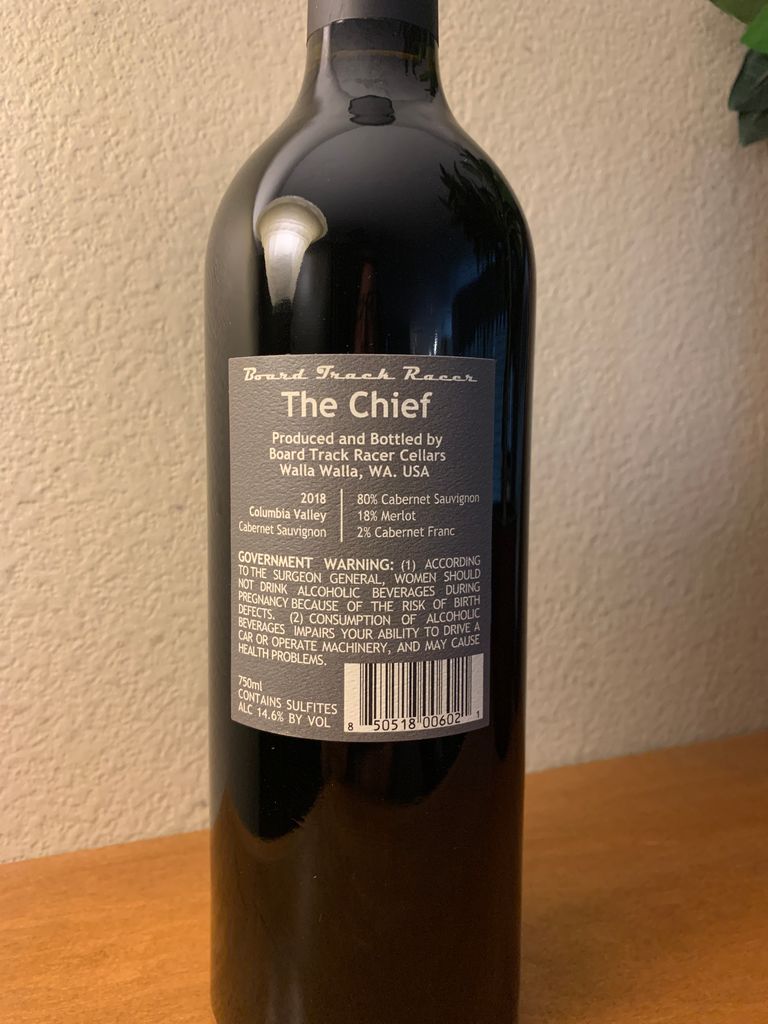 Board Track Racer
The Chief
Produced and Bottled by
Board Track Racer Cellars
Walla Walla, WA. USA
2018
Columbia Valley
Cabernet Sauvignon
80% Cabernet Sauvignon
18% Merlot
2% Cabernet Franc
GOVERNMENT WARNING: (1) ACCORDING
TO THE SURGEON GENERAL, WOMEN SHOULD
NOT DRINK ALCOHOLIC BEVERAGES DURING
PREGNANCY BECAUSE OF THE RISK OF BIRTH
DEFECTS. (2) CONSUMPTION OF ALCOHOLIC
BEVERAGES IMPAIRS YOUR ABILITY TO DRIVE A
CAR OR OPERATE MACHINERY, AND MAY CAUSE
HEALTH PROBLEMS.
750ml
CONTAINS SULFITES
ALC 14.6% BY VOL
8 50518 00602 1